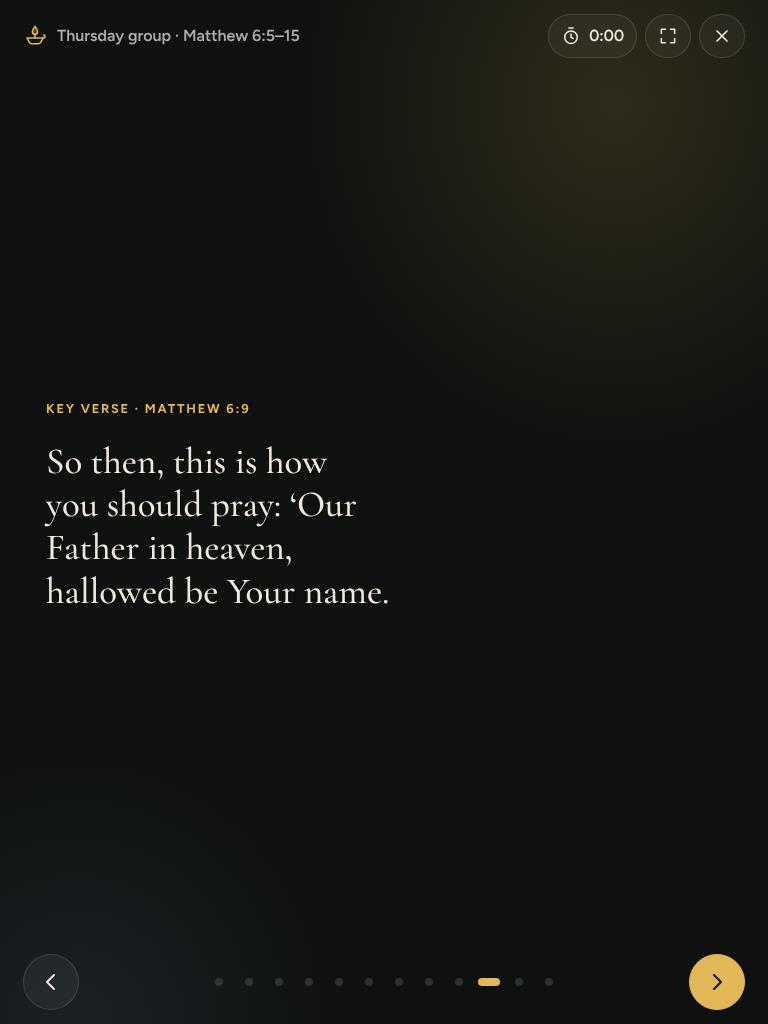 Thursday group · Matthew 6:5–15
0:00
KEY VERSE · MATTHEW 6:9
So then, this is how
you should pray: ‘Our
Father in heaven,
hallowed be Your name.